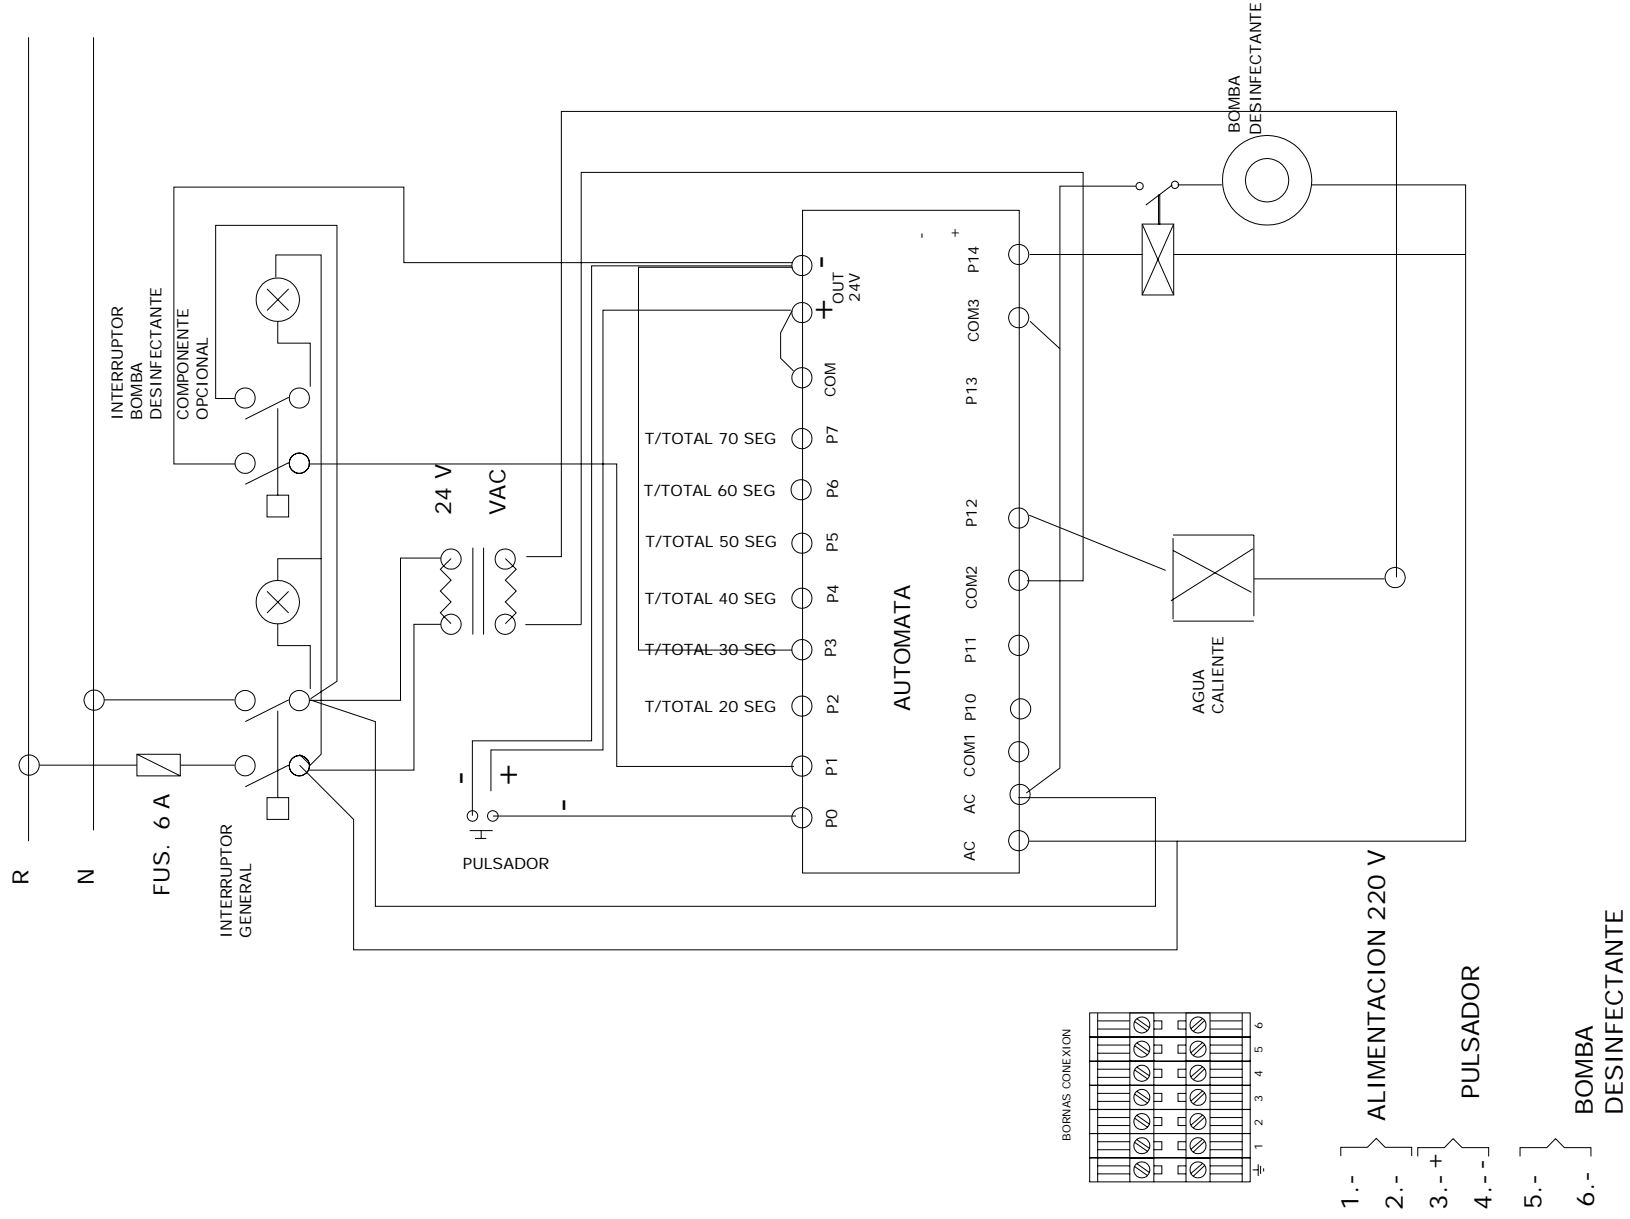 R
N
FUS. 6 A
INTERRUPTOR
GENERAL
INTERRUPTOR
BOMBA
DESINFECTANTE
COMPONENTE
OPCIONAL
24 V
VAC
PULSADOR
-
+
-
T/TOTAL 20 SEG
T/TOTAL 30 SEG
T/TOTAL 40 SEG
T/TOTAL 50 SEG
T/TOTAL 60 SEG
T/TOTAL 70 SEG
P0
P1
P2
P3
P4
P5
P6
P7
COM
+
-
OUT
24V
AUTOMATA
-
+
AC
AC
COM1
P10
P11
COM2
P12
P13
COM3
P14
AGUA
CALIENTE
BOMBA
DESINFECTANTE
BORNAS CONEXION
1
2
3
4
5
6
1.-
2.-
ALIMENTACION 220 V
3.- +
4.- -
PULSADOR
5.-
6.-
BOMBA
DESINFECTANTE